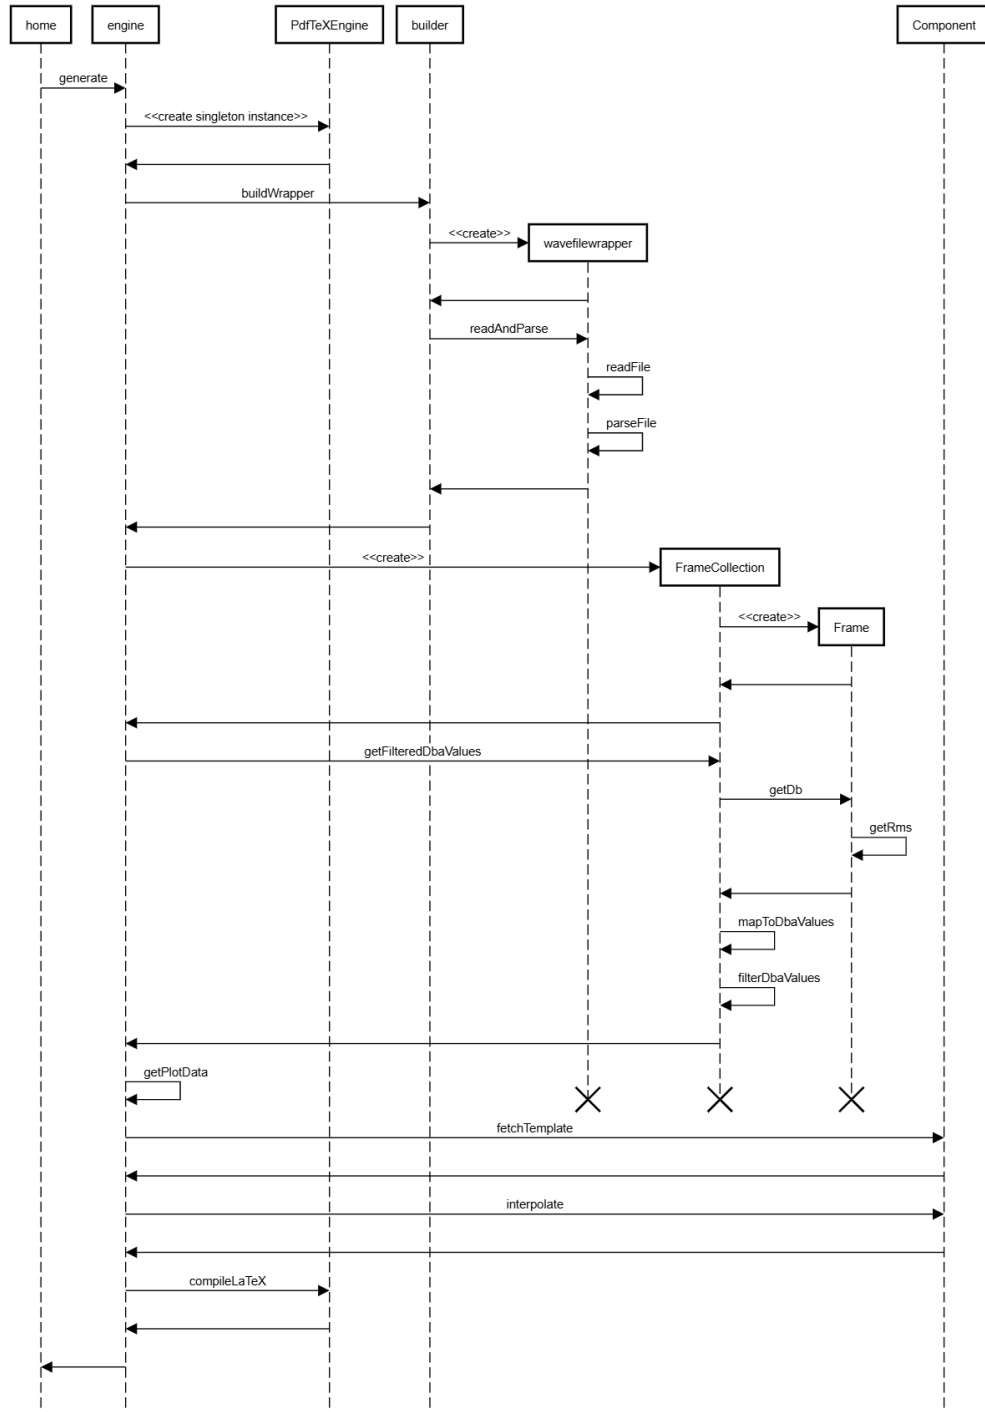 home
engine
PdfTeXEngine
builder
Component
generate
<<create singleton instance>>
buildWrapper
<<create>>
wavefilewrapper
readAndParse
readFile
parseFile
<<create>>
FrameCollection
<<create>>
Frame
getFilteredDbaValues
getDb
getRms
mapToDbaValues
filterDbaValues
getPlotData
fetchTemplate
interpolate
compileLaTeX